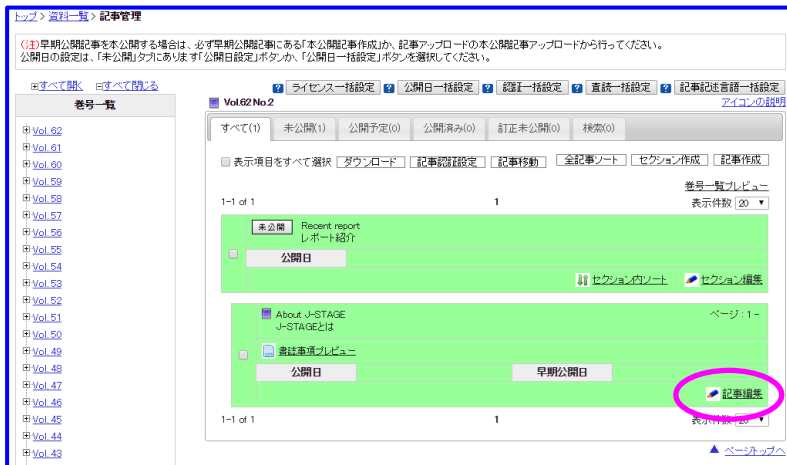 トップ > 資料一覧 > 記事管理
(注)早期公開記事を本公開する場合は、必ず早期公開記事にある「本公開記事作成」か、記事アップロードの本公開記事アップロードから行ってください。
公開日の設定は、「未公開」タブにあります「公開日設定」ボタンか、「公開日一括設定」ボタンを選択してください。
すべて開く すべて閉じる
? ライセンス一括設定 ? 公開日一括設定 ? 認証一括設定 ? 査読一括設定 ? 記事記述言語一括設定
巻号一覧
Vol.62 No.2 アイコンの説明
すべて(1) 未公開(1) 公開予定(0) 公開済み(0) 訂正未公開(0) 検索(0)
Vol. 62
Vol. 61
Vol. 60
Vol. 59
Vol. 58
Vol. 57
Vol. 56
Vol. 55
Vol. 54
Vol. 53
Vol. 52
Vol. 51
Vol. 50
Vol. 49
Vol. 48
Vol. 47
Vol. 46
Vol. 45
Vol. 44
Vol. 43
表示項目をすべて選択 ダウンロード 記事認証設定 記事移動 全記事ソート セクション作成 記事作成
巻号一覧プレビュー
1-1 of 1 1 表示件数 20
未公開 Recent report
レポート紹介
公開日
セクション内ソート セクション編集
About J-STAGE ページ : 1 -
J-STAGEとは
書誌事項プレビュー
公開日 早期公開日
記事編集
1-1 of 1 1 表示件数 20
ページトップへ